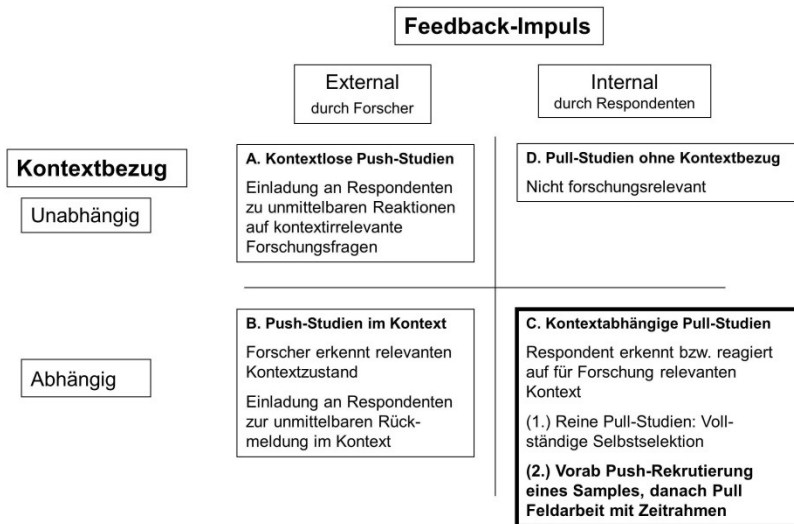 Feedback-Impuls
External
durch Forscher
Internal
durch Respondenten
Kontextbezug
Unabhängig
A. Kontextlose Push-Studien
Einladung an Respondenten
zu unmittelbaren Reaktionen
auf kontextirrelevante
Forschungsfragen
D. Pull-Studien ohne Kontextbezug
Nicht forschungsrelevant
Abhängig
B. Push-Studien im Kontext
Forscher erkennt relevanten
Kontextzustand
Einladung an Respondenten
zur unmittelbaren Rück-
meldung im Kontext
C. Kontextabhängige Pull-Studien
Respondent erkennt bzw. reagiert
auf für Forschung relevanten
Kontext
(1.) Reine Pull-Studien: Voll-
ständige Selbstselektion
(2.) Vorab Push-Rekrutierung
eines Samples, danach Pull
Feldarbeit mit Zeitrahmen